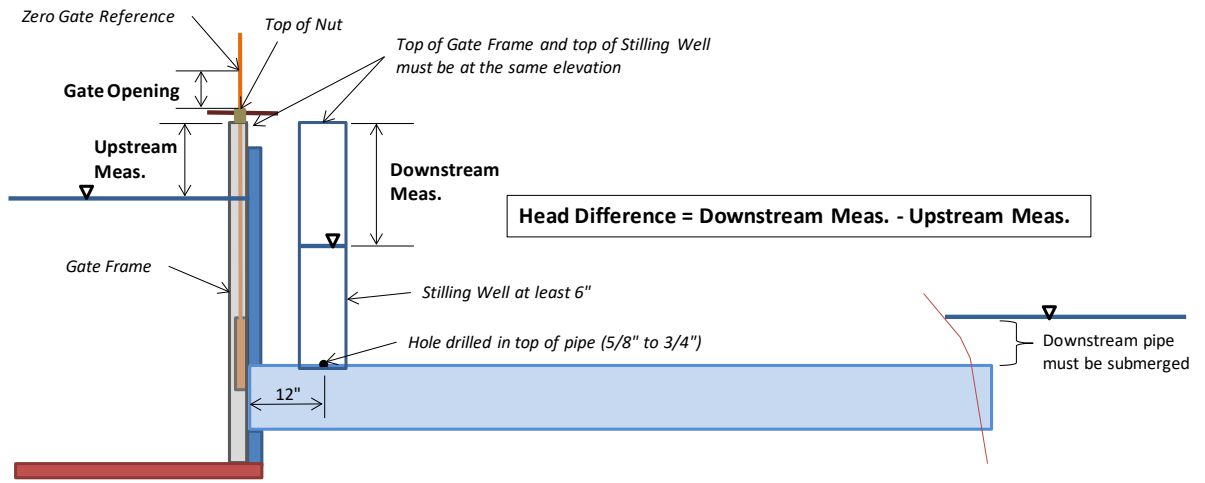 Zero Gate Reference
Top of Nut
Top of Gate Frame and top of Stilling Well
must be at the same elevation
Gate Opening
Upstream
Meas.
Downstream
Meas.
Head Difference = Downstream Meas. - Upstream Meas.
Gate Frame
Stilling Well at least 6"
Hole drilled in top of pipe (5/8" to 3/4")
Downstream pipe
must be submerged
12"